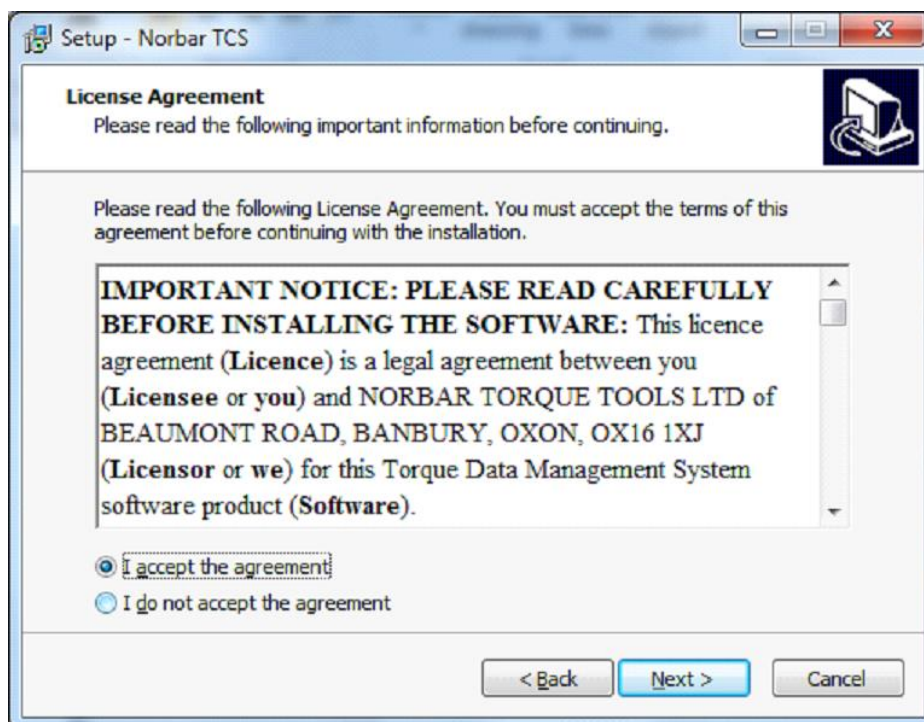 Setup - Norbar TCS
License Agreement
Please read the following important information before continuing.
Please read the following License Agreement. You must accept the terms of this
agreement before continuing with the installation.
IMPORTANT NOTICE: PLEASE READ CAREFULLY
BEFORE INSTALLING THE SOFTWARE: This licence
agreement (Licence) is a legal agreement between you
(Licensee or you) and NORBAR TORQUE TOOLS LTD of
BEAUMONT ROAD, BANBURY, OXON, OX16 1XJ
(Licensor or we) for this Torque Data Management System
software product (Software).
I accept the agreement
I do not accept the agreement
< Back
Next >
Cancel